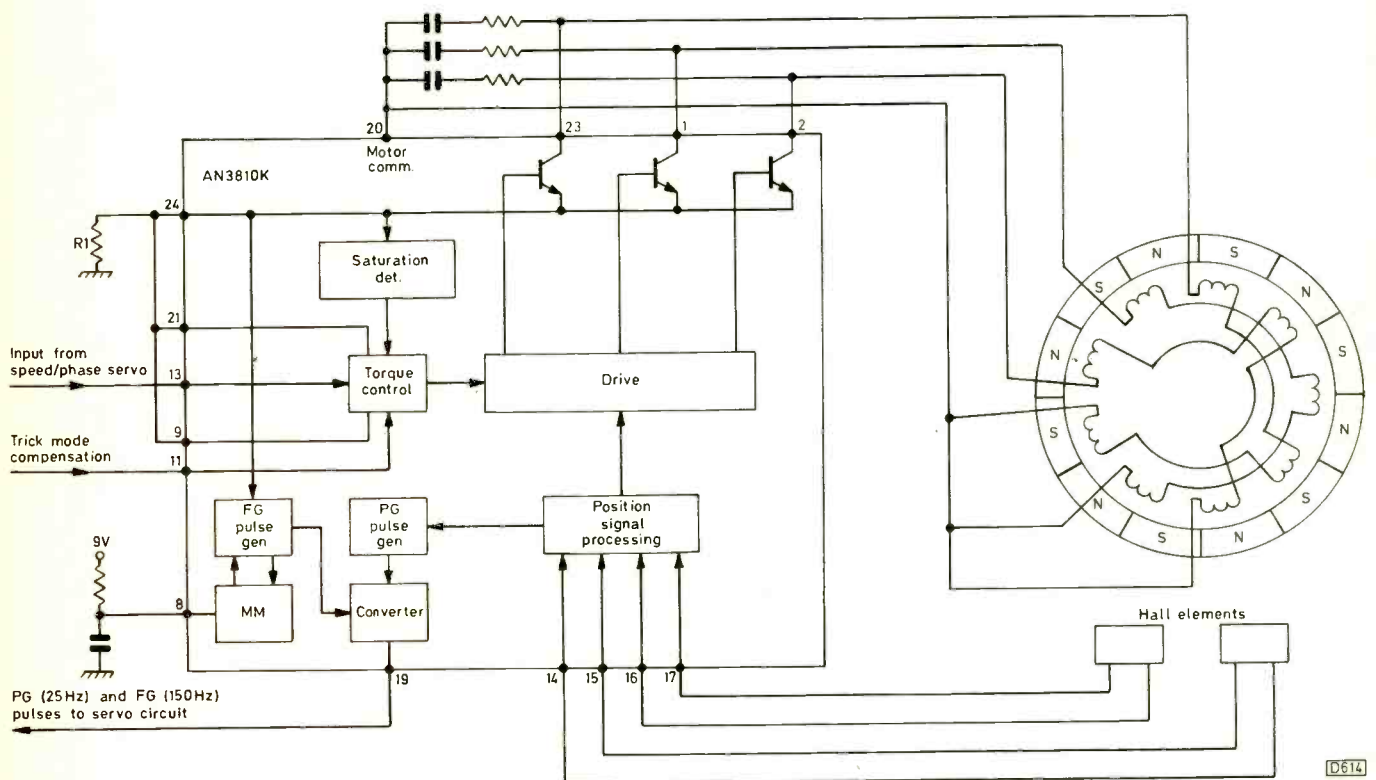 20
23
1
2
Motor
comm.
AN3810K
24
R1
Saturation
det.
21
Input from
speed/phase servo
13
Torque
control
Drive
9
Trick mode
compensation
11
FG
pulse
gen
PG
pulse
gen
Position
signal
processing
9V
8
MM
Converter
19
14
15
16
17
PG (25Hz) and FG (150Hz)
pulses to servo circuit
N
S
S
N
N
S
S
N
N
S
S
N
Hall elements
D614